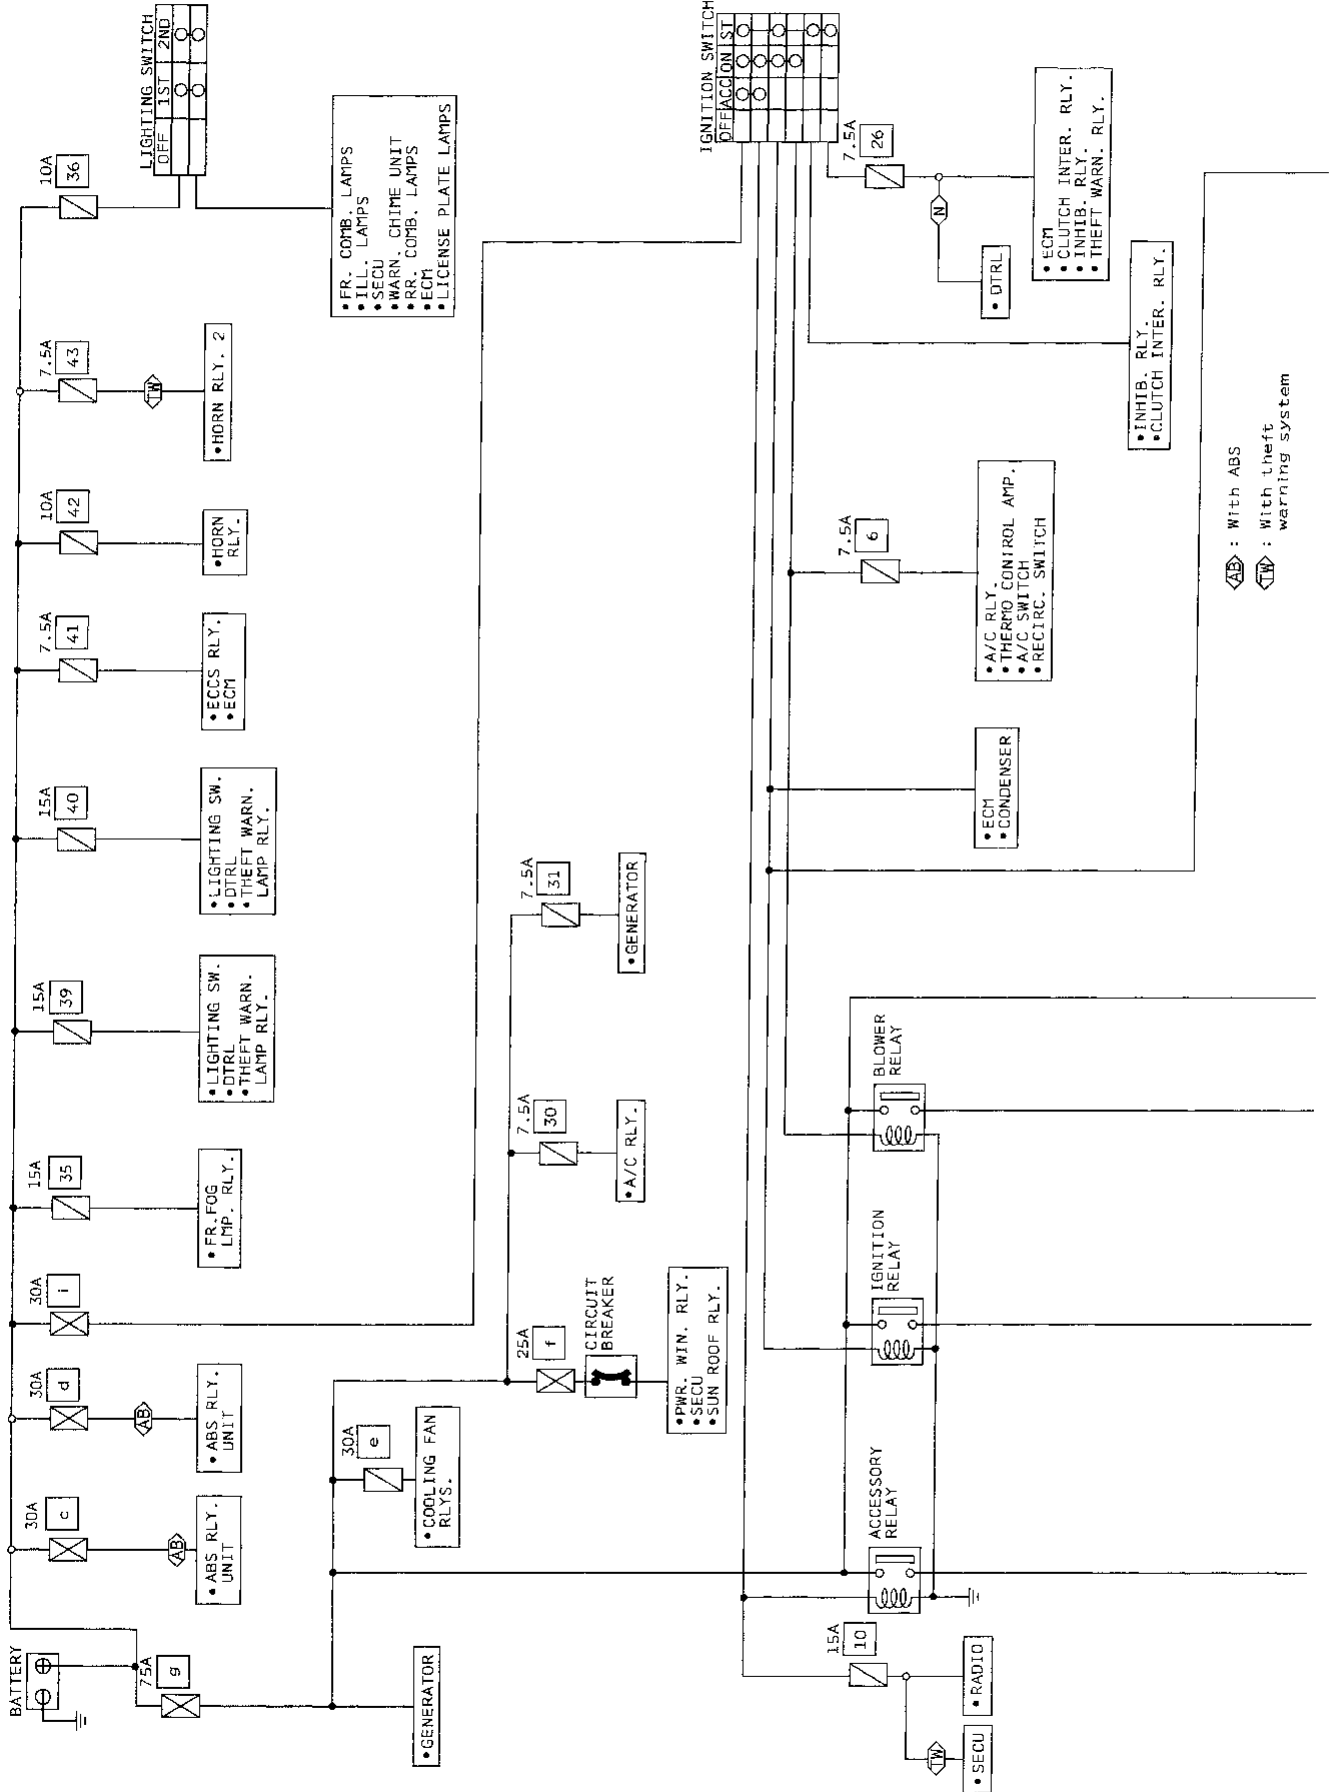 BATTERY
75A
g
• GENERATOR
30A
c
• ABS RLY.
UNIT
30A
d
• ABS RLY.
UNIT
30A
i
15A
35
• FR.FOG
LMP. RLY.
15A
39
• LIGHTING SW.
• DTRL
• THEFT WARN.
LAMP RLY.
15A
40
• LIGHTING SW.
• DTRL
• THEFT WARN.
LAMP RLY.
7.5A
41
• ECCS RLY.
• ECM
10A
42
• HORN
RLY.
7.5A
43
• HORN RLY. 2
10A
36
LIGHTING SWITCH
OFF 1ST 2ND
AB
AB
TW
• FR. COMB. LAMPS
• ILL. LAMPS
• SECU
• WARN. CHIME UNIT
• RR. COMB. LAMPS
• ECM
• LICENSE PLATE LAMPS
30A
e
• COOLING FAN
RLYS.
25A
f
CIRCUIT
BREAKER
• PWR. WIN. RLY.
• SECU
• SUN ROOF RLY.
7.5A
30
• A/C RLY.
7.5A
31
• GENERATOR
IGNITION SWITCH
OFF ACC ON ST
7.5A
26
N
• DTRL
• ECM
• CLUTCH INTER. RLY.
• INHIB. RLY.
• THEFT WARN. RLY.
• INHIB. RLY.
• CLUTCH INTER. RLY.
7.5A
6
• A/C RLY.
• THERMO CONTROL AMP.
• A/C SWITCH
• RECIRC. SWITCH
• ECM
• CONDENSER
BLOWER
RELAY
IGNITION
RELAY
ACCESSORY
RELAY
15A
10
• RADIO
TW
• SECU
AB : With ABS
TW : With theft
warning system